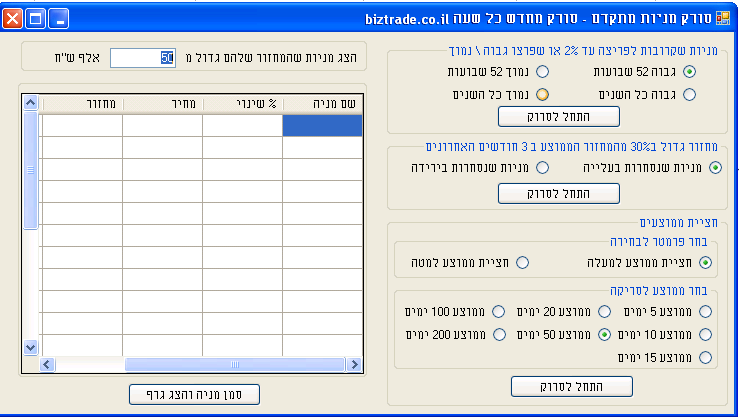 סורק מניות מתקדם - סורק מחדש כל שעה biztrade.co.il
מניות שקרובות לפריצה עד 2% או שפרצו גבוה \ נמוך
גבוה 52 שבועות
נמוך 52 שבועות
גבוה כל השנים
נמוך כל השנים
התחל לסרוק
מחזור גדול ב30% מהמחזור הממוצע ב 3 חודשים האחרונים
מניות שנסחרות בעלייה
מניות שנסחרות בירידה
התחל לסרוק
חציית ממוצעים
בחר פרמטר לבחירה
חציית ממוצע למעלה
חציית ממוצע למטה
בחר ממוצע לסריקה
ממוצע 5 ימים
ממוצע 20 ימים
ממוצע 100 ימים
ממוצע 10 ימים
ממוצע 50 ימים
ממוצע 200 ימים
ממוצע 15 ימים
התחל לסרוק
הצג מניות שהמחזור שלהם גדול מ 50 אלף ש"ח
שם מניה % שינוי מחיר מחזור
סמן מניה והצג גרף